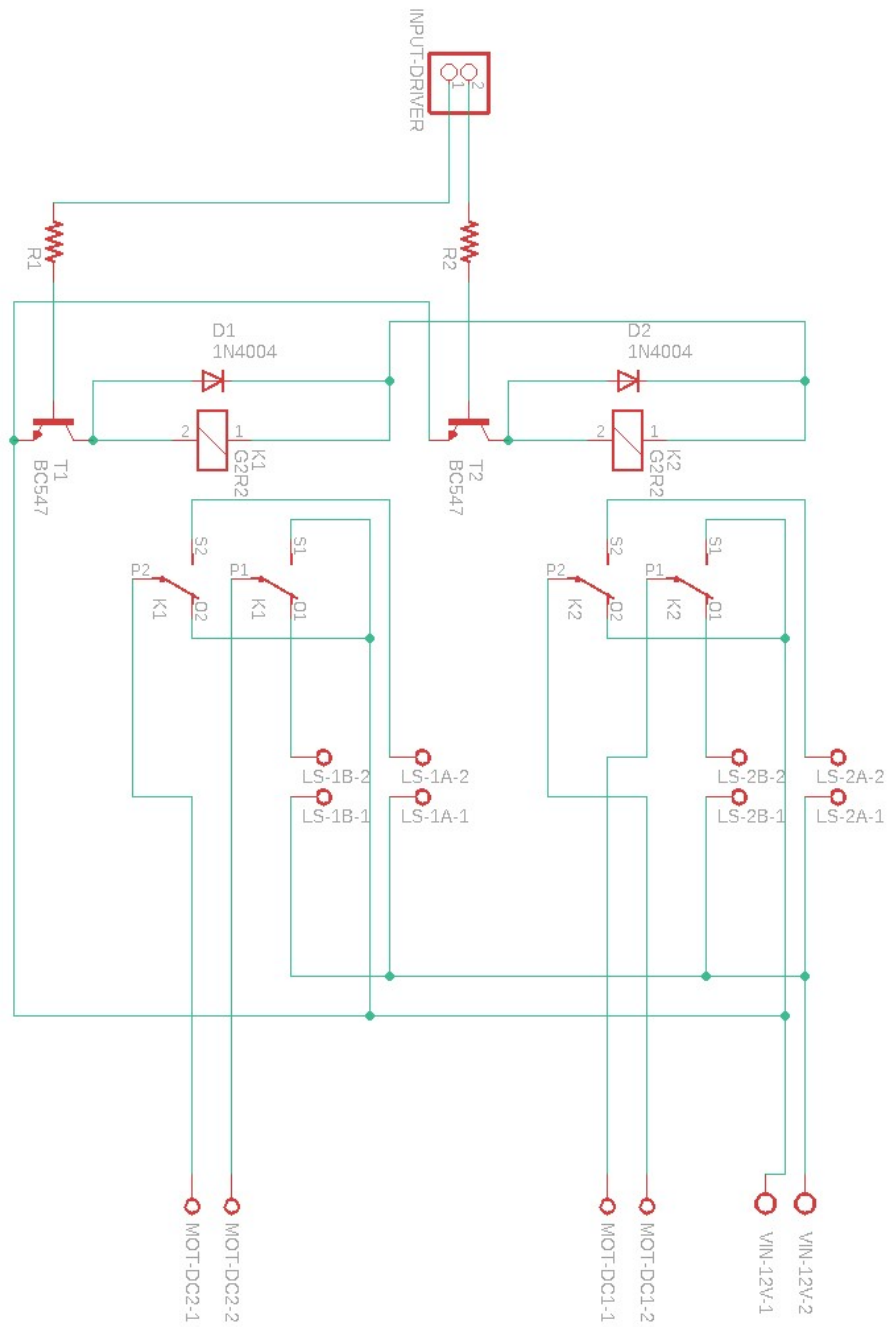 INPUT-DRIVER
1
2
R1
R2
D1
1N4004
D2
1N4004
2
1
K1
G2R2
2
1
K2
G2R2
T1
BC547
T2
BC547
S2
S1
S2
S1
P2
P1
P2
P1
O2
O1
O2
O1
K1
K1
K2
K2
LS-1B-2
LS-1A-2
LS-2B-2
LS-2A-2
LS-1B-1
LS-1A-1
LS-2B-1
LS-2A-1
MOT-DC2-1
MOT-DC2-2
MOT-DC1-1
MOT-DC1-2
VIN-12V-1
VIN-12V-2